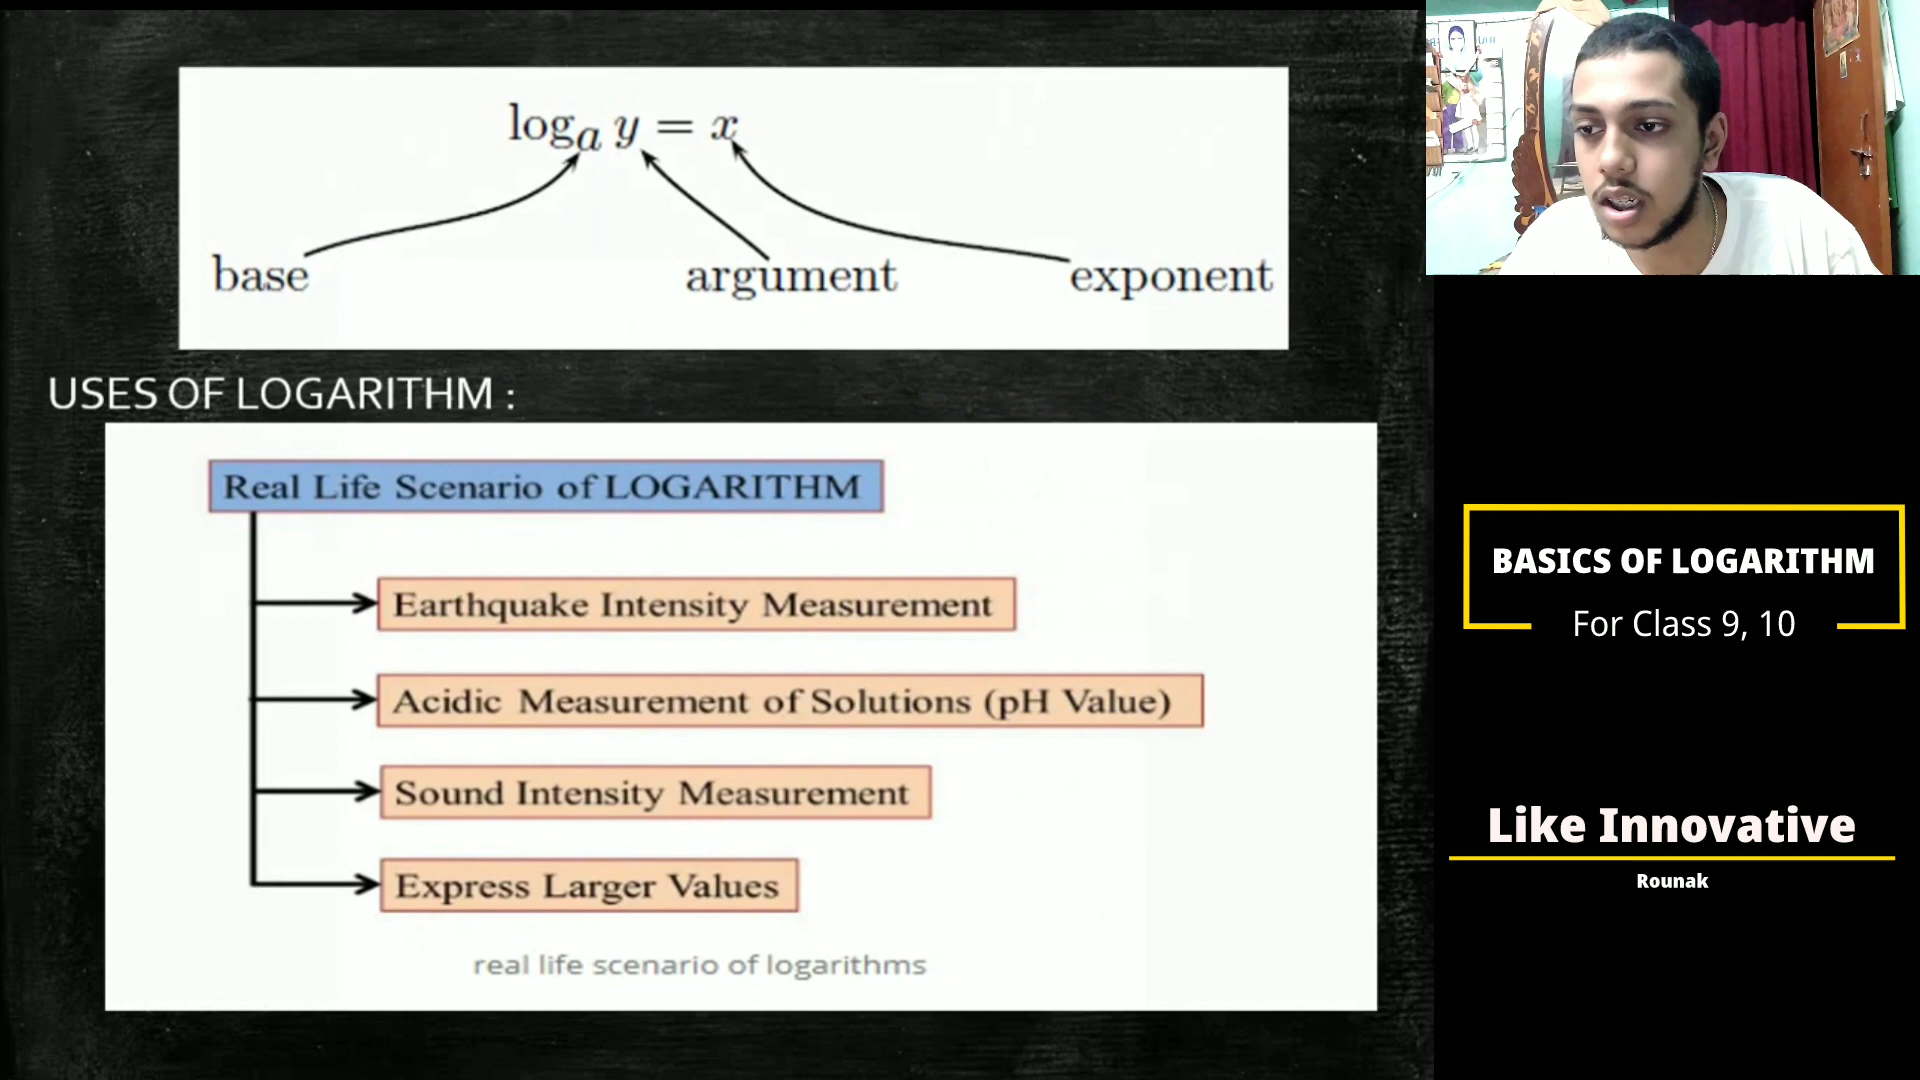 logₐ y = x
base argument exponent
USES OF LOGARITHM :
Real Life Scenario of LOGARITHM
Earthquake Intensity Measurement
Acidic Measurement of Solutions (pH Value)
Sound Intensity Measurement
Express Larger Values
real life scenario of logarithms
BASICS OF LOGARITHM
For Class 9, 10
Like Innovative
Rounak